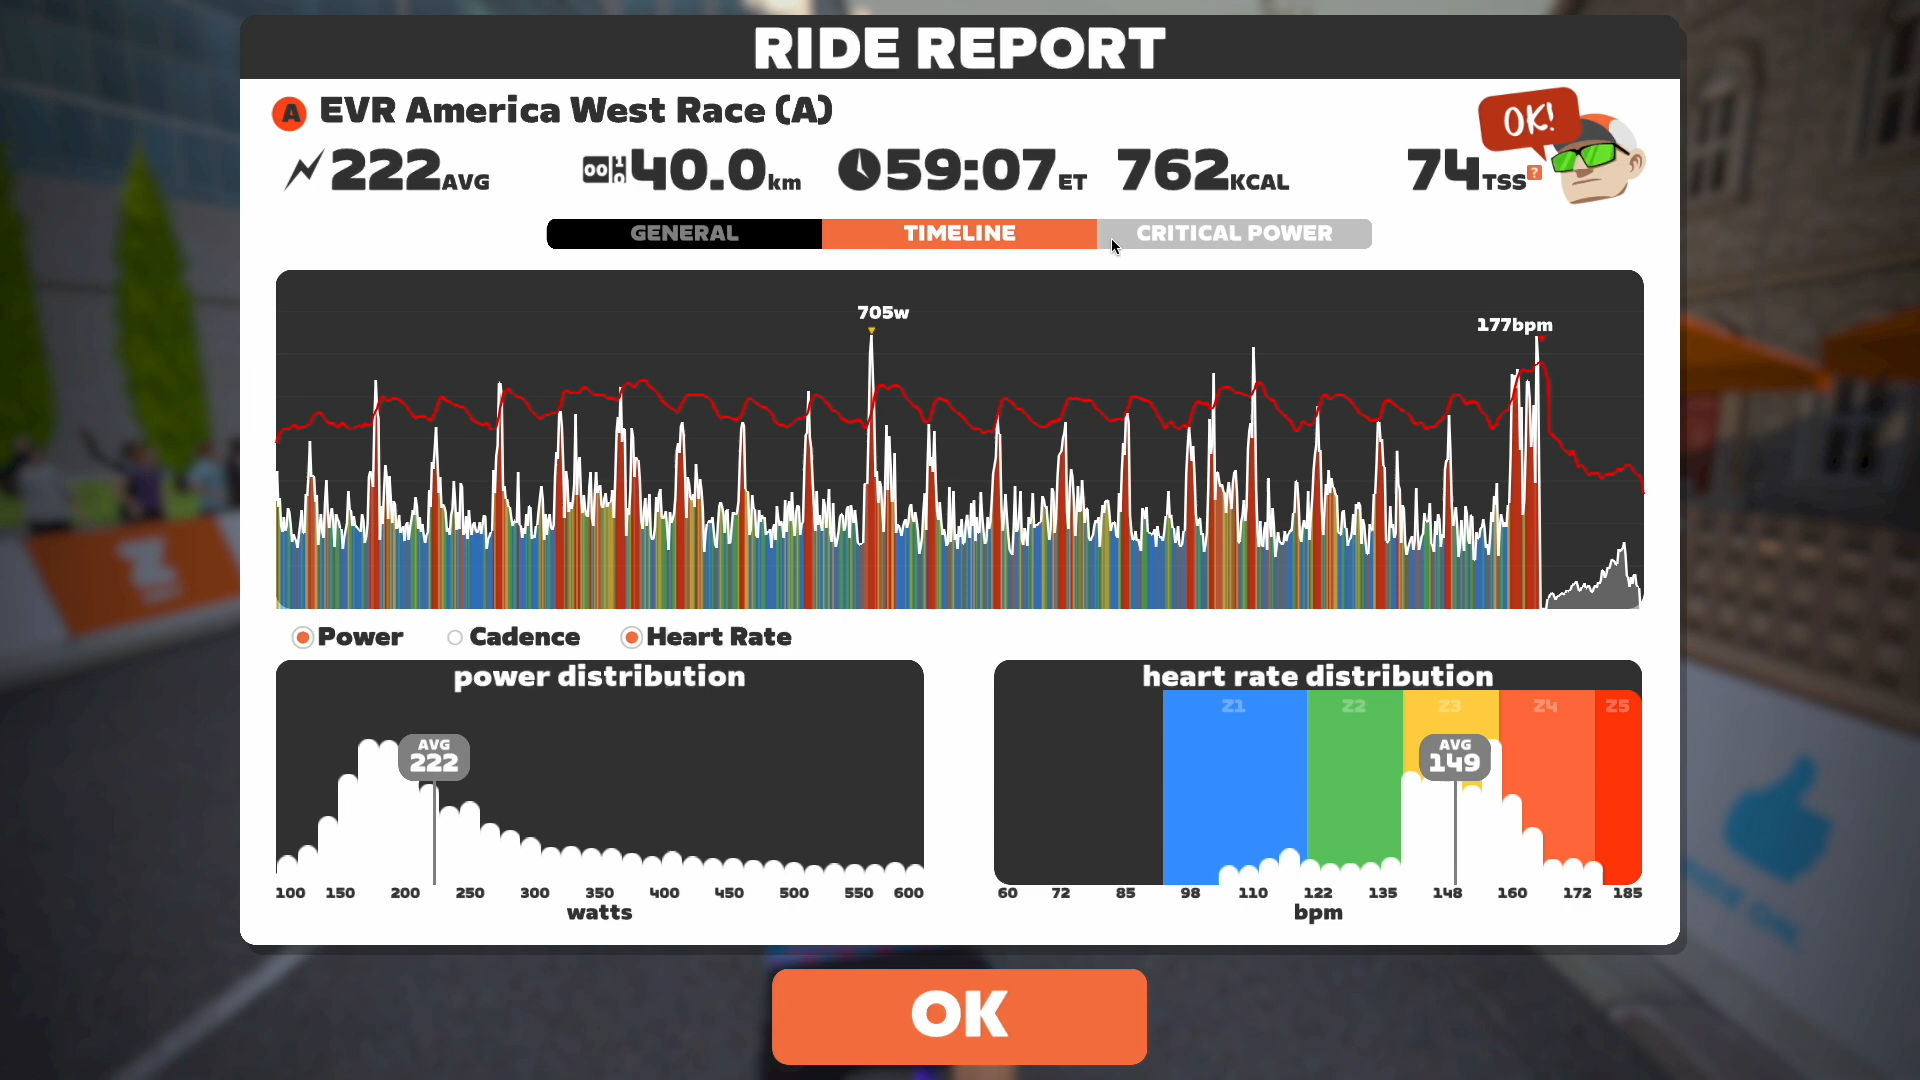 RIDE REPORT
A EVR America West Race (A)
OK!
222AVG 40.0km 59:07ET 762KCAL 74TSS?
GENERAL TIMELINE CRITICAL POWER
705w
177bpm
Power Cadence Heart Rate
power distribution
AVG
222
100 150 200 250 300 350 400 450 500 550 600
watts
heart rate distribution
Z1 Z2 Z3 Z4 Z5
AVG
149
60 72 85 98 110 122 135 148 160 172 185
bpm
RIDE ON!
OK